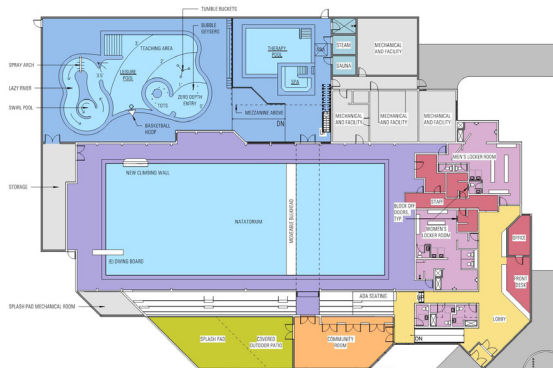 TUMBLE BUCKETS
BUBBLE
GEYSERS
TEACHING AREA
SPRAY ARCH
LAZY RIVER
SWIRL POOL
LEISURE
POOL
TOTS
ZERO DEPTH
ENTRY
BASKETBALL
HOOP
THERAPY
POOL
SPA
STEAM
SAUNA
MECHANICAL
AND FACILITY
MEZZANINE ABOVE
DN
MECHANICAL
AND FACILITY
MECHANICAL
AND FACILITY
MECHANICAL
AND FACILITY
NEW CLIMBING WALL
STORAGE
NATATORIUM
MOVEABLE BULKHEAD
MEN'S LOCKER ROOM
STAFF
BLOCK OFF
DOORS,
TYP.
WOMEN'S
LOCKER ROOM
OFFICE
FRONT
DESK
(E) DIVING BOARD
ADA SEATING
SPLASH PAD MECHANICAL ROOM
LOBBY
SPLASH PAD
COVERED
OUTDOOR PATIO
COMMUNITY
ROOM
DN